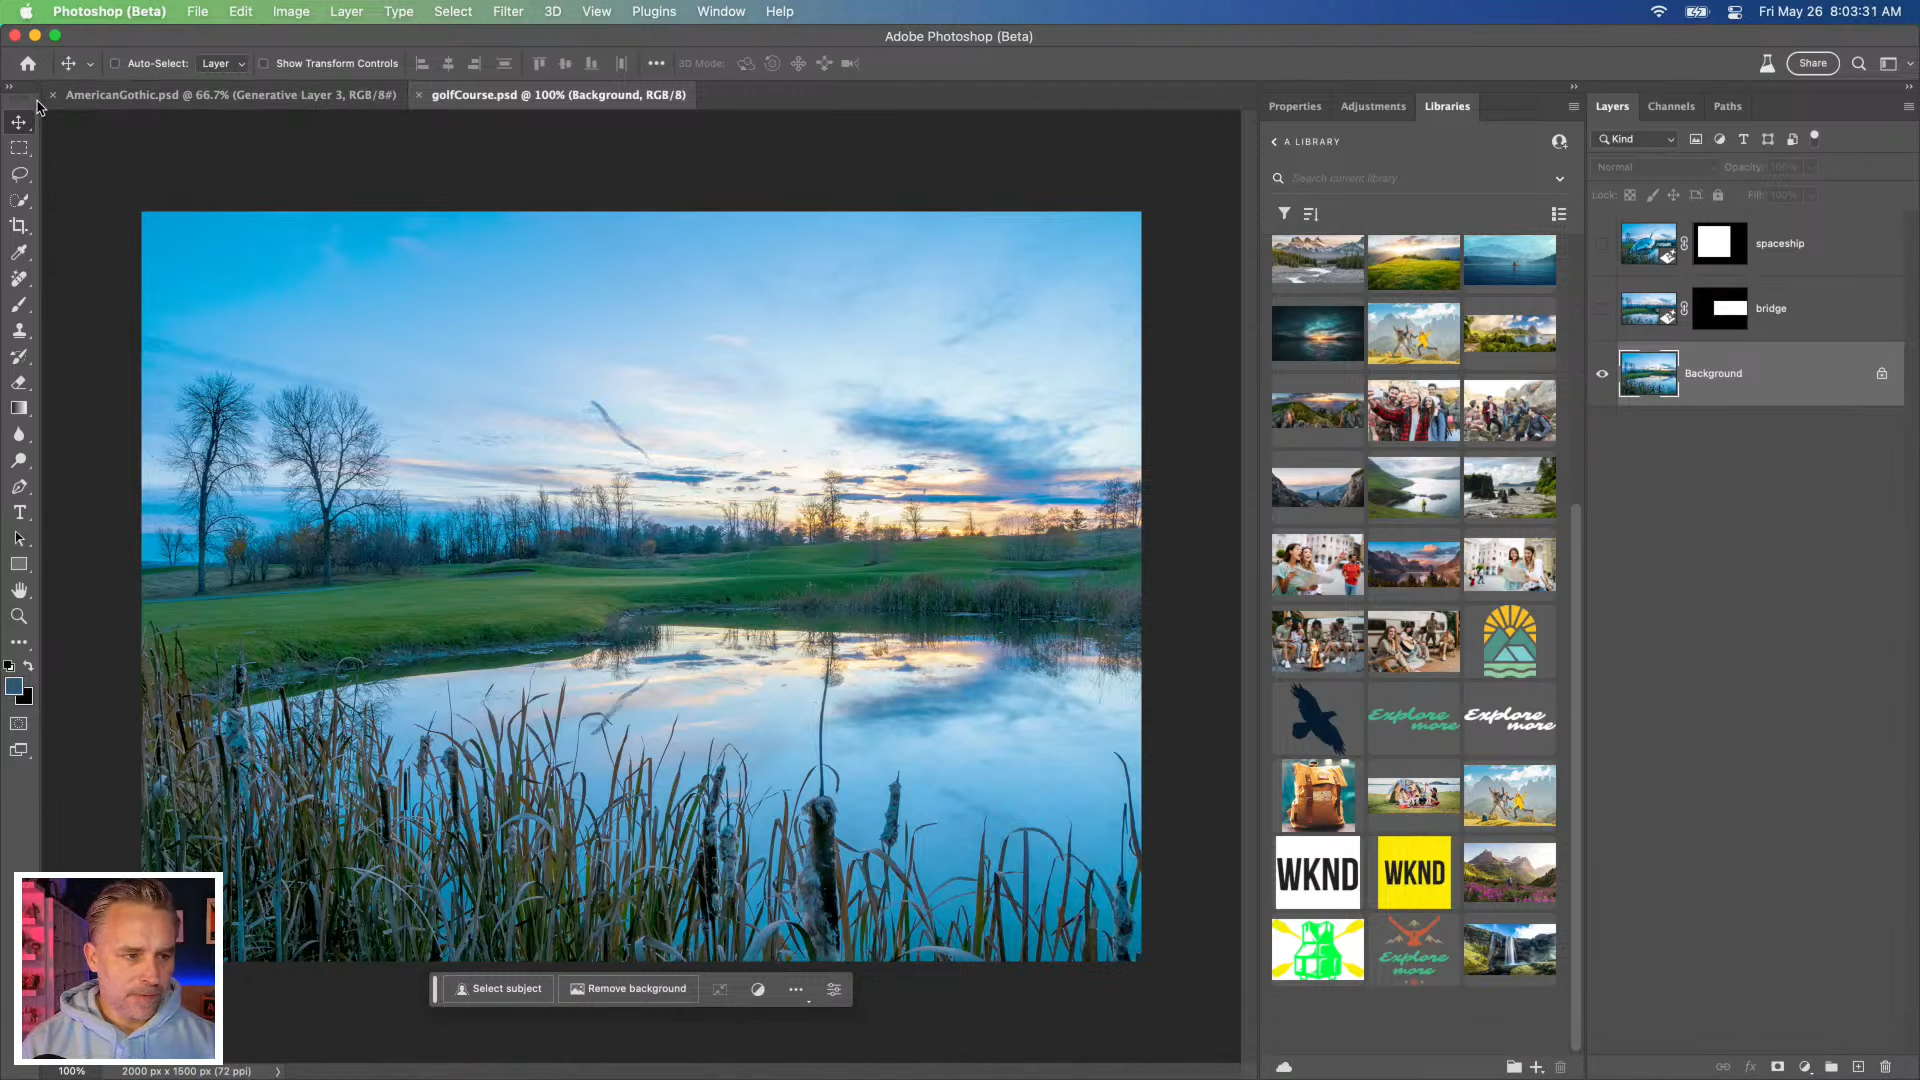 Photoshop (Beta) File Edit Image Layer Type Select Filter 3D View Plugins Window Help Fri May 26 8:03:31 AM
Adobe Photoshop (Beta)
Auto-Select: Layer Show Transform Controls 3D Mode: Share
AmericanGothic.psd @ 66.7% (Generative Layer 3, RGB/8#) golfCourse.psd @ 100% (Background, RGB/8)
Properties Adjustments Libraries
A LIBRARY
Search current library
Explore more
Explore more
WKND
WKND
Explore more
Layers Channels Paths
Kind
Normal Opacity: 100%
Lock: Fill: 100%
spaceship
bridge
Background
Select subject Remove background
100% 2000 px x 1500 px (72 ppi)